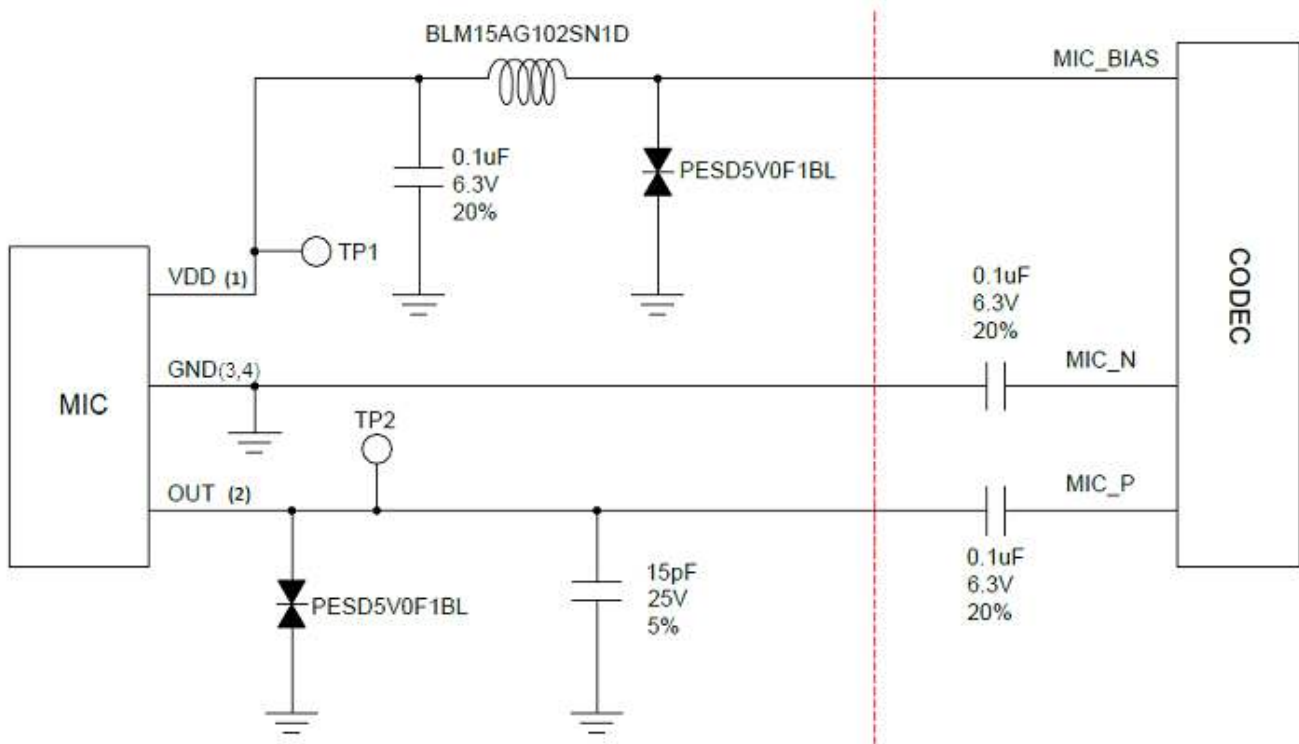 BLM15AG102SN1D
MIC_BIAS
0.1uF
6.3V
20%
PESD5V0F1BL
TP1
VDD (1)
0.1uF
6.3V
20%
CODEC
GND(3,4)
MIC_N
MIC
TP2
OUT (2)
MIC_P
PESD5V0F1BL
15pF
25V
5%
0.1uF
6.3V
20%